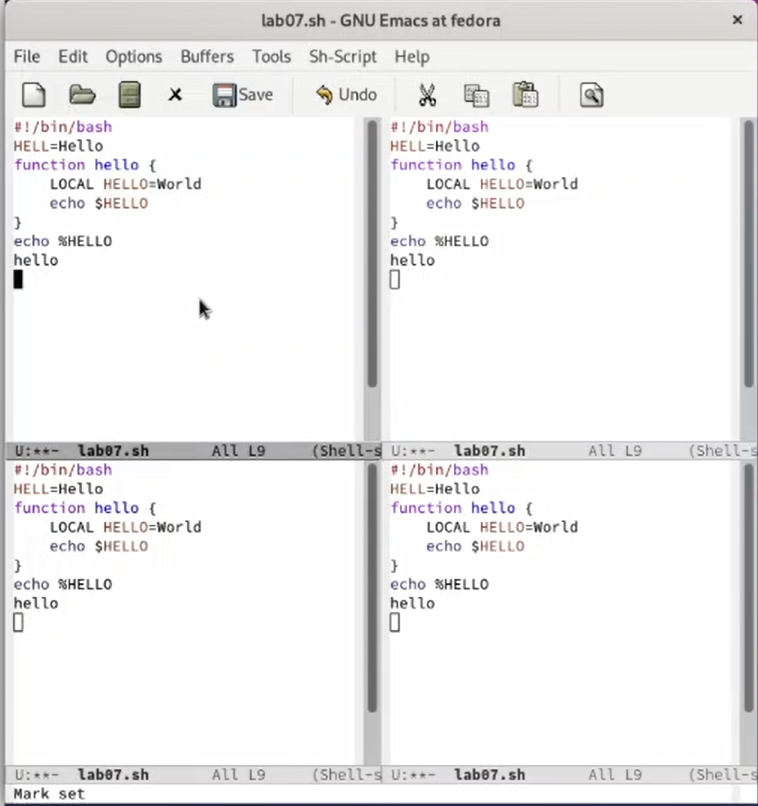 lab07.sh - GNU Emacs at fedora
File Edit Options Buffers Tools Sh-Script Help
Save Undo
#!/bin/bash
HELL=Hello
function hello {
LOCAL HELLO=World
echo $HELLO
}
echo %HELLO
hello
U:**- lab07.sh All L9 (Shell-s
#!/bin/bash
HELL=Hello
function hello {
LOCAL HELLO=World
echo $HELLO
}
echo %HELLO
hello
U:**- lab07.sh All L9 (Shell-s
#!/bin/bash
HELL=Hello
function hello {
LOCAL HELLO=World
echo $HELLO
}
echo %HELLO
hello
U:**- lab07.sh All L9 (Shell-s
#!/bin/bash
HELL=Hello
function hello {
LOCAL HELLO=World
echo $HELLO
}
echo %HELLO
hello
U:**- lab07.sh All L9 (Shell-s
Mark set